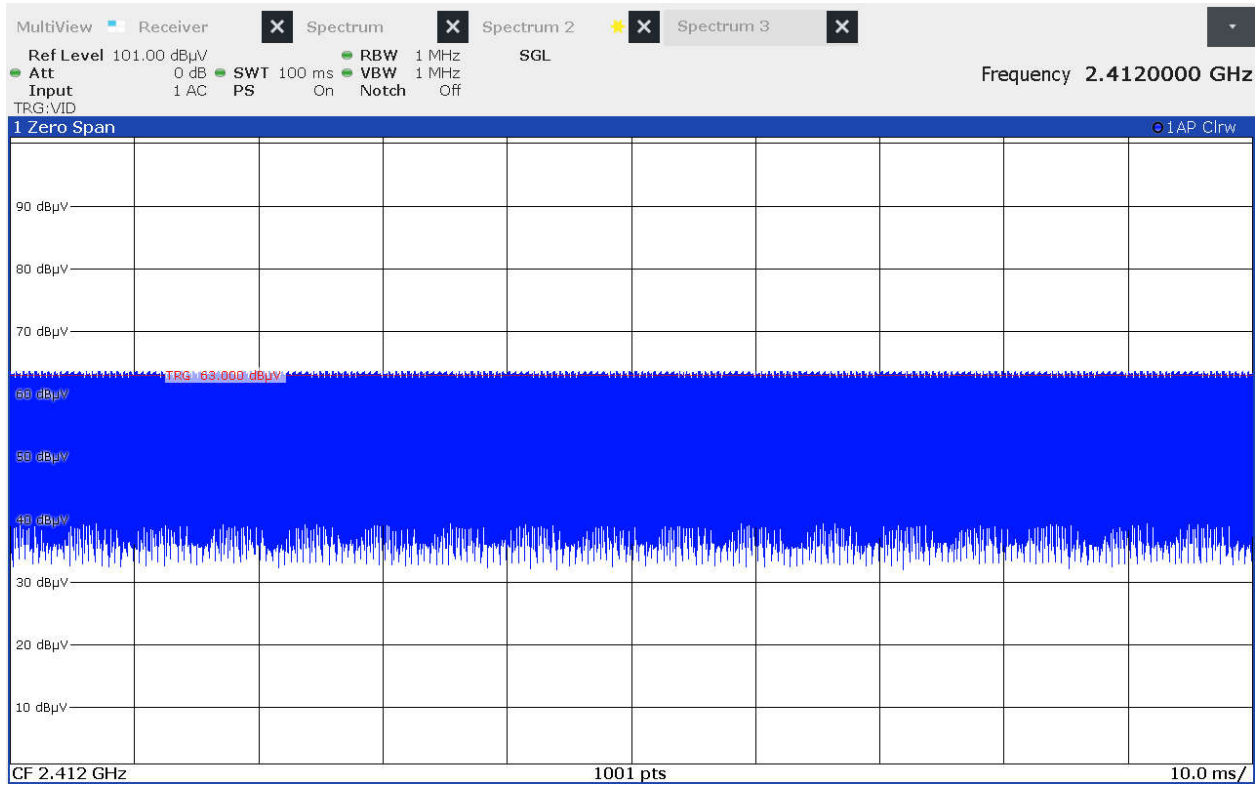 MultiView Receiver Spectrum Spectrum 2 Spectrum 3
Ref Level 101.00 dBµV RBW 1 MHz SGL
Att 0 dB SWT 100 ms VBW 1 MHz Frequency 2.4120000 GHz
Input 1 AC PS On Notch Off
TRG:VID
1 Zero Span 1AP Clrw
90 dBµV
80 dBµV
70 dBµV
TRG 63.000 dBµV
60 dBµV
50 dBµV
40 dBµV
30 dBµV
20 dBµV
10 dBµV
CF 2.412 GHz 1001 pts 10.0 ms/